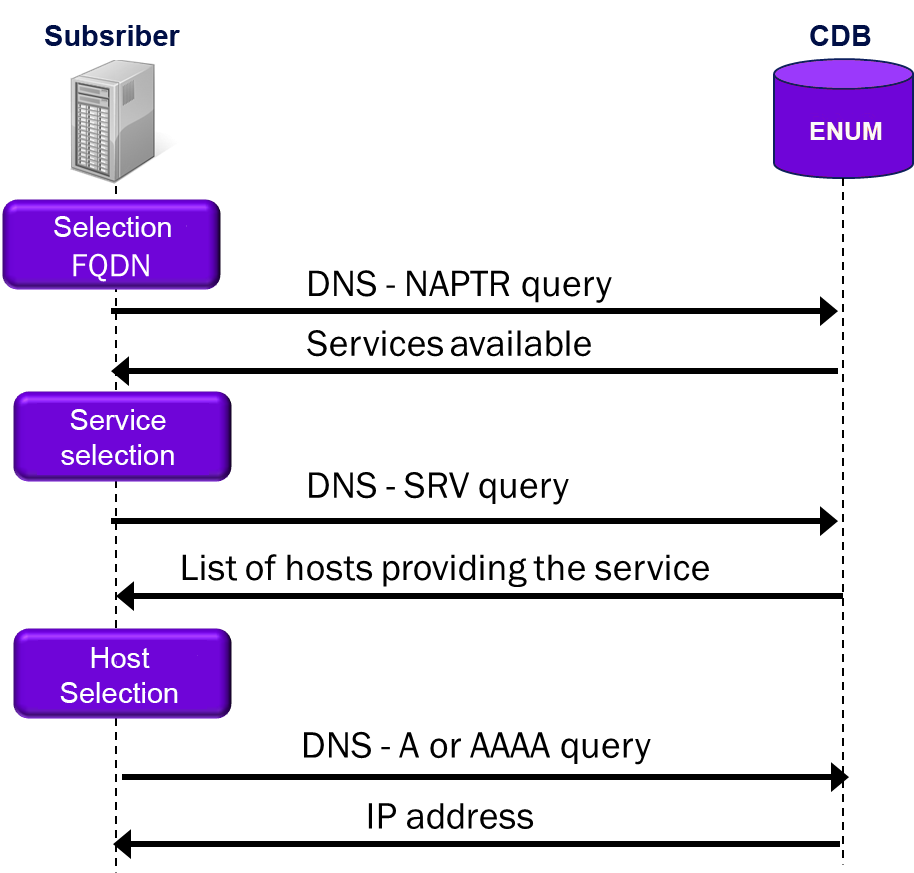 Subsriber
CDB
ENUM
Selection
FQDN
DNS - NAPTR query
Services available
Service
selection
DNS - SRV query
List of hosts providing the service
Host
Selection
DNS - A or AAAA query
IP address